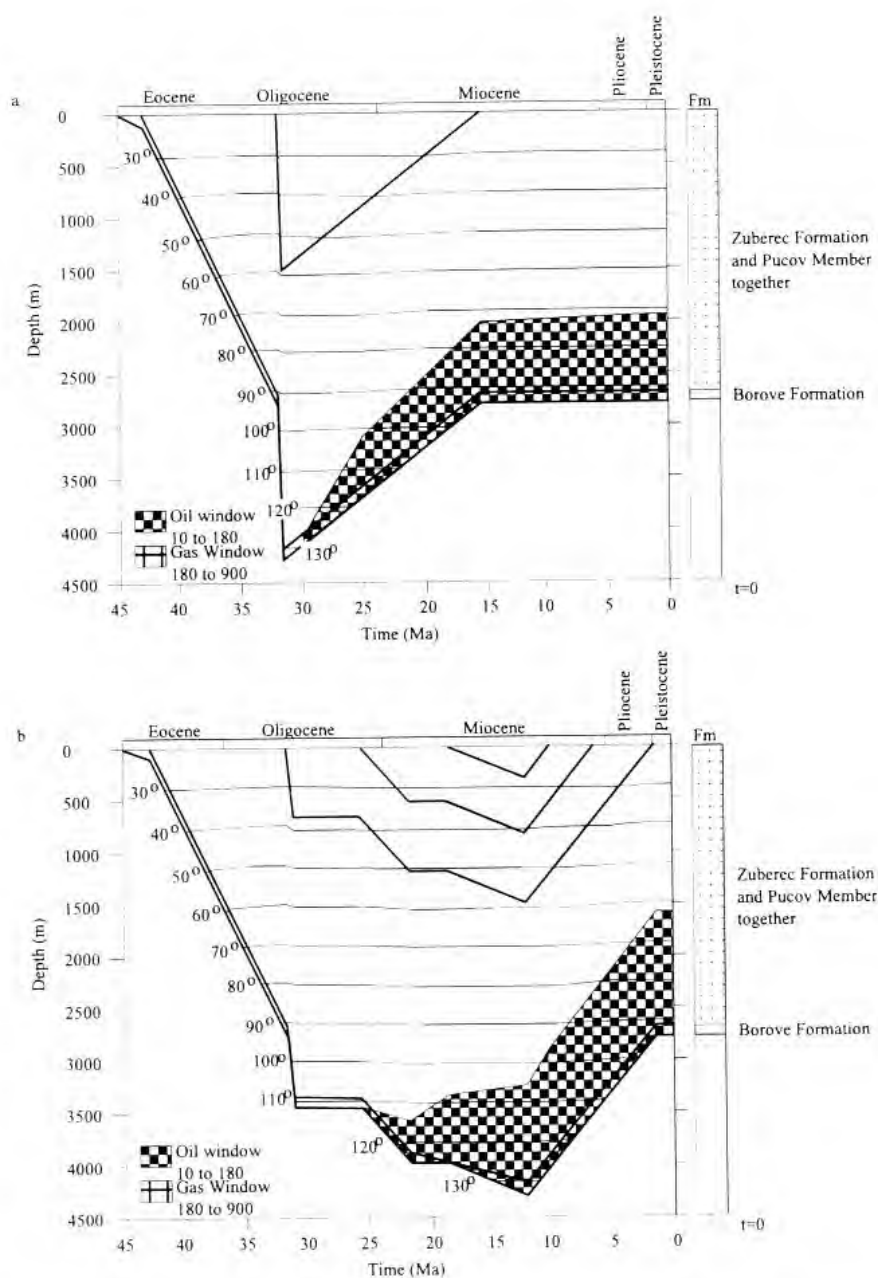 a
Pliocene
Pleistocene
Eocene
Oligocene
Miocene
Fm
0
500
1000
1500
2000
2500
3000
3500
4000
4500
Depth (m)
30°
40°
50°
60°
70°
80°
90°
100°
110°
120°
130°
Zuberec Formation
and Pucov Member
together
Borove Formation
Oil window
10 to 180
Gas Window
180 to 900
t=0
45 40 35 30 25 20 15 10 5 0
Time (Ma)
b
Pliocene
Pleistocene
Eocene
Oligocene
Miocene
Fm
0
500
1000
1500
2000
2500
3000
3500
4000
4500
Depth (m)
30°
40°
50°
60°
70°
80°
90°
100°
110°
120°
130°
Zuberec Formation
and Pucov Member
together
Borove Formation
Oil window
10 to 180
Gas Window
180 to 900
t=0
45 40 35 30 25 20 15 10 5 0
Time (Ma)